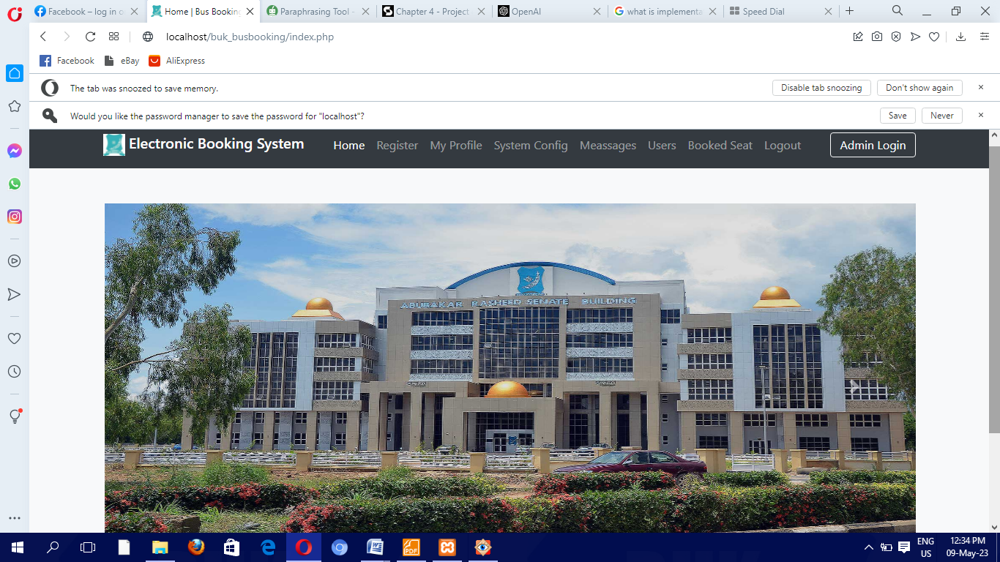 Facebook – log in o
Home | Bus Booking
Paraphrasing Tool -
Chapter 4 - Project
OpenAI
what is implementa
Speed Dial
localhost/buk_busbooking/index.php
Facebook
eBay
AliExpress
The tab was snoozed to save memory.
Disable tab snoozing
Don't show again
Would you like the password manager to save the password for "localhost"?
Save
Never
Electronic Booking System
Home
Register
My Profile
System Config
Meassages
Users
Booked Seat
Logout
Admin Login
ABUBAKAR RASHEED SENATE BUILDING
ENG
US
12:34 PM
09-May-23